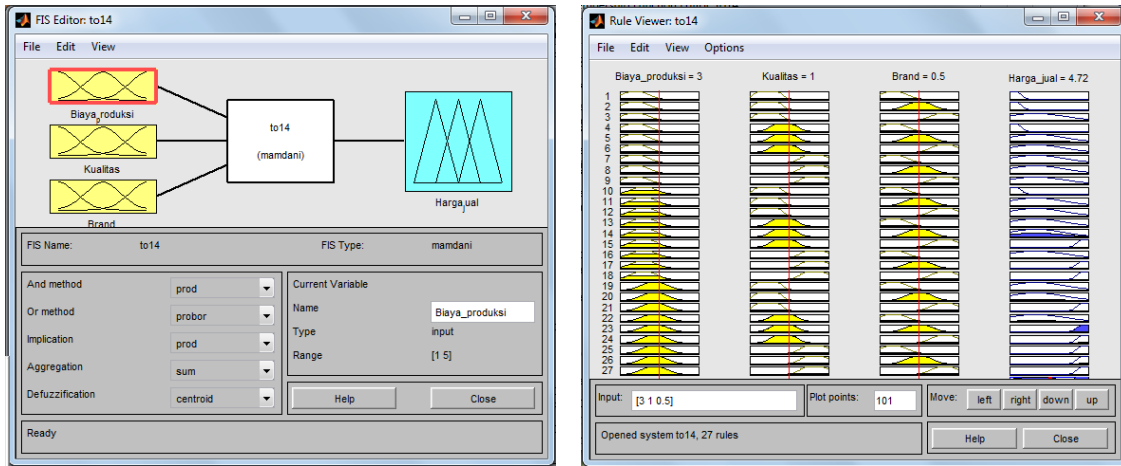 FIS Editor: to14
File Edit View
Biaya_produksi
Kualitas
Brand
to14
(mamdani)
Harga_jual
FIS Name: to14 FIS Type: mamdani
And method prod
Or method probor
Implication prod
Aggregation sum
Defuzzification centroid
Current Variable
Name Biaya_produksi
Type input
Range [1 5]
Help Close
Ready
Rule Viewer: to14
File Edit View Options
Biaya_produksi = 3 Kualitas = 1 Brand = 0.5 Harga_jual = 4.72
1
2
3
4
5
6
7
8
9
10
11
12
13
14
15
16
17
18
19
20
21
22
23
24
25
26
27
Input: [3 1 0.5] Plot points: 101 Move: left right down up
Opened system to14, 27 rules Help Close